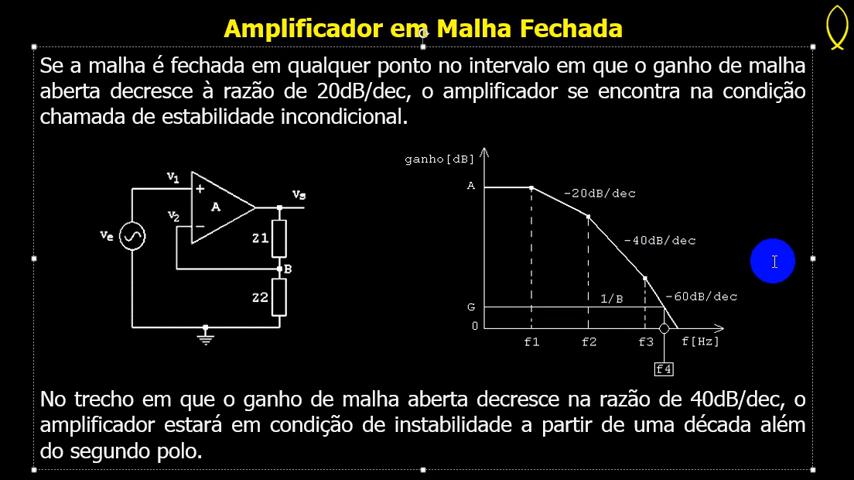 Amplificador em Malha Fechada
Se a malha é fechada em qualquer ponto no intervalo em que o ganho de malha
aberta decresce à razão de 20dB/dec, o amplificador se encontra na condição
chamada de estabilidade incondicional.
v1
+
A
v2
-
vs
ve
Z1
B
Z2
ganho[dB]
A
-20dB/dec
-40dB/dec
-60dB/dec
1/B
G
0
f1 f2 f3 f[Hz]
f4
No trecho em que o ganho de malha aberta decresce na razão de 40dB/dec, o
amplificador estará em condição de instabilidade a partir de uma década além
do segundo polo.